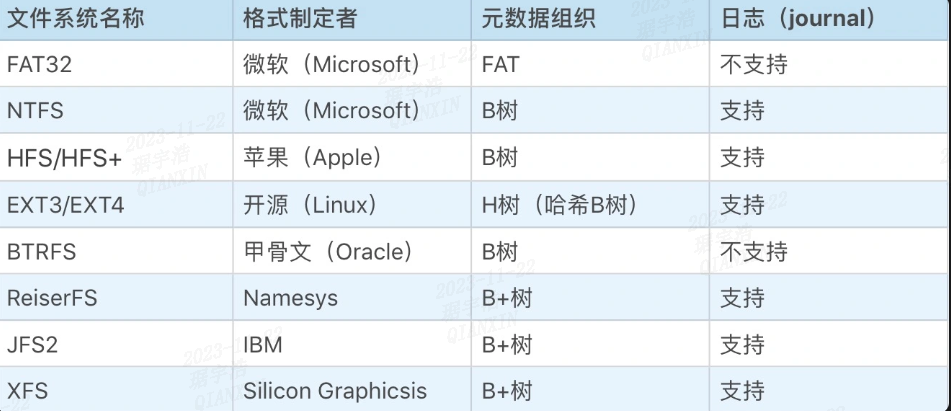 文件系统名称 格式制定者 元数据组织 日志（journal）
FAT32 微软（Microsoft） FAT 不支持
NTFS 微软（Microsoft） B树 支持
HFS/HFS+ 苹果（Apple） B树 支持
EXT3/EXT4 开源（Linux） H树（哈希B树） 支持
BTRFS 甲骨文（Oracle） B树 不支持
ReiserFS Namesys B+树 支持
JFS2 IBM B+树 支持
XFS Silicon Graphicsis B+树 支持
2023-11-22
琚宇浩
QIANXIN